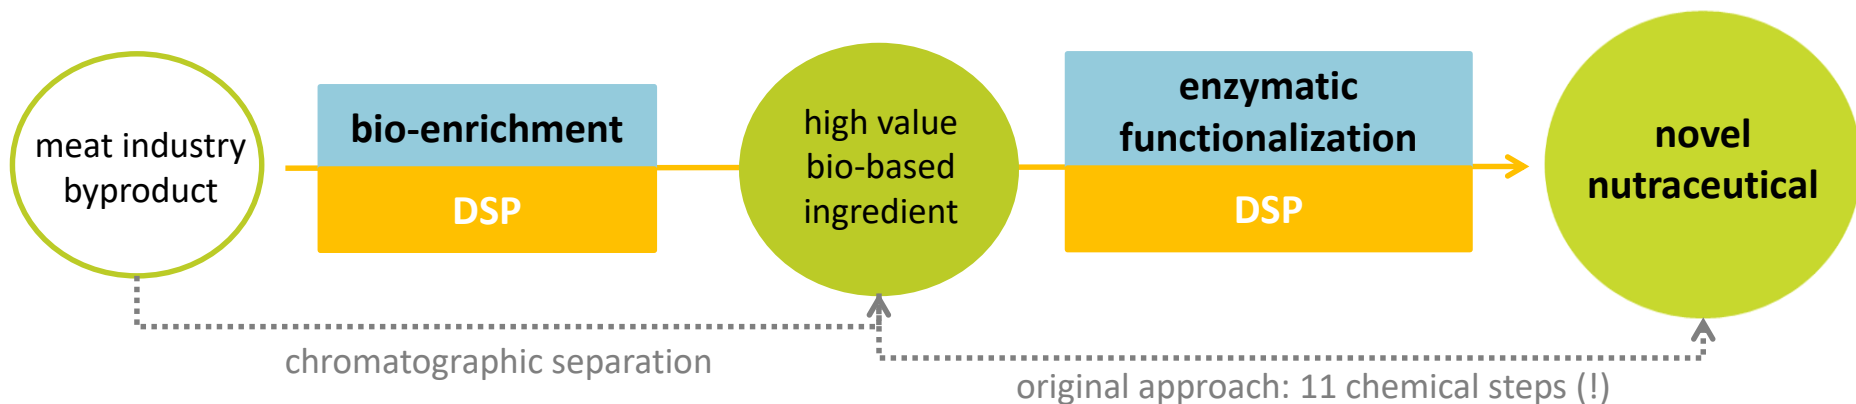 meat industry
byproduct
bio-enrichment
DSP
high value
bio-based
ingredient
enzymatic
functionalization
DSP
novel
nutraceutical
chromatographic separation
original approach: 11 chemical steps (!)